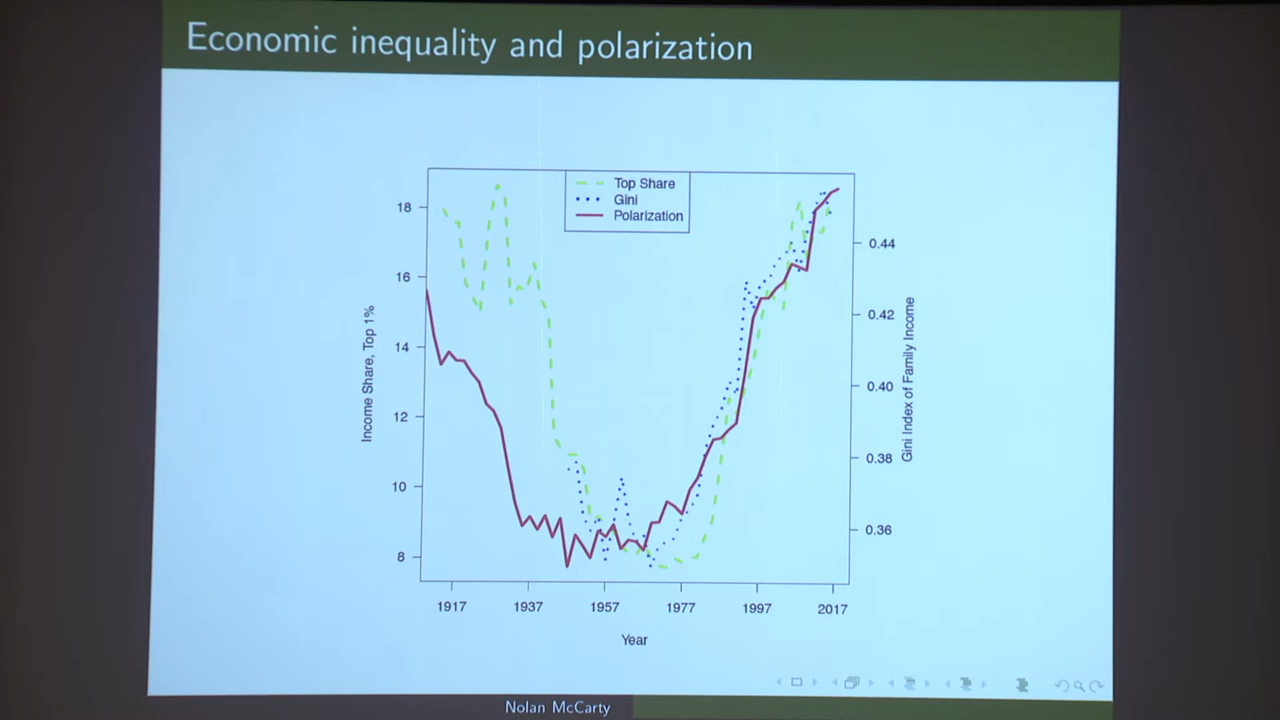 Economic inequality and polarization
Top Share
Gini
Polarization
18
16
14
12
10
8
Income Share, Top 1%
0.44
0.42
0.40
0.38
0.36
Gini Index of Family Income
1917 1937 1957 1977 1997 2017
Year
Nolan McCarty